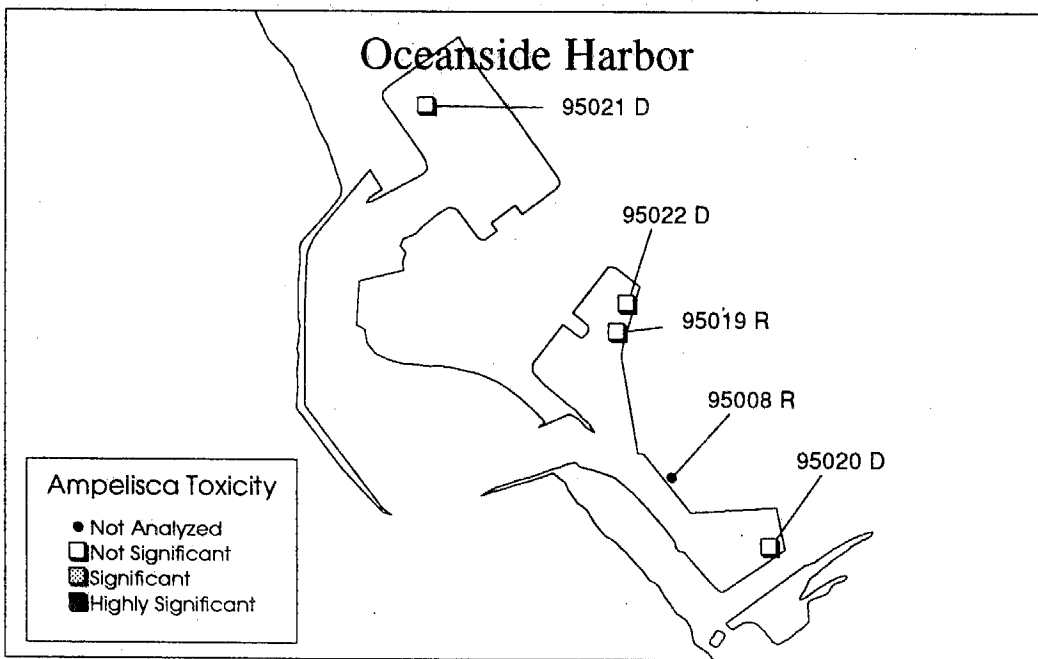 Oceanside Harbor
95021 D
95022 D
95019 R
95008 R
95020 D
Ampelisca Toxicity
Not Analyzed
Not Significant
Significant
Highly Significant